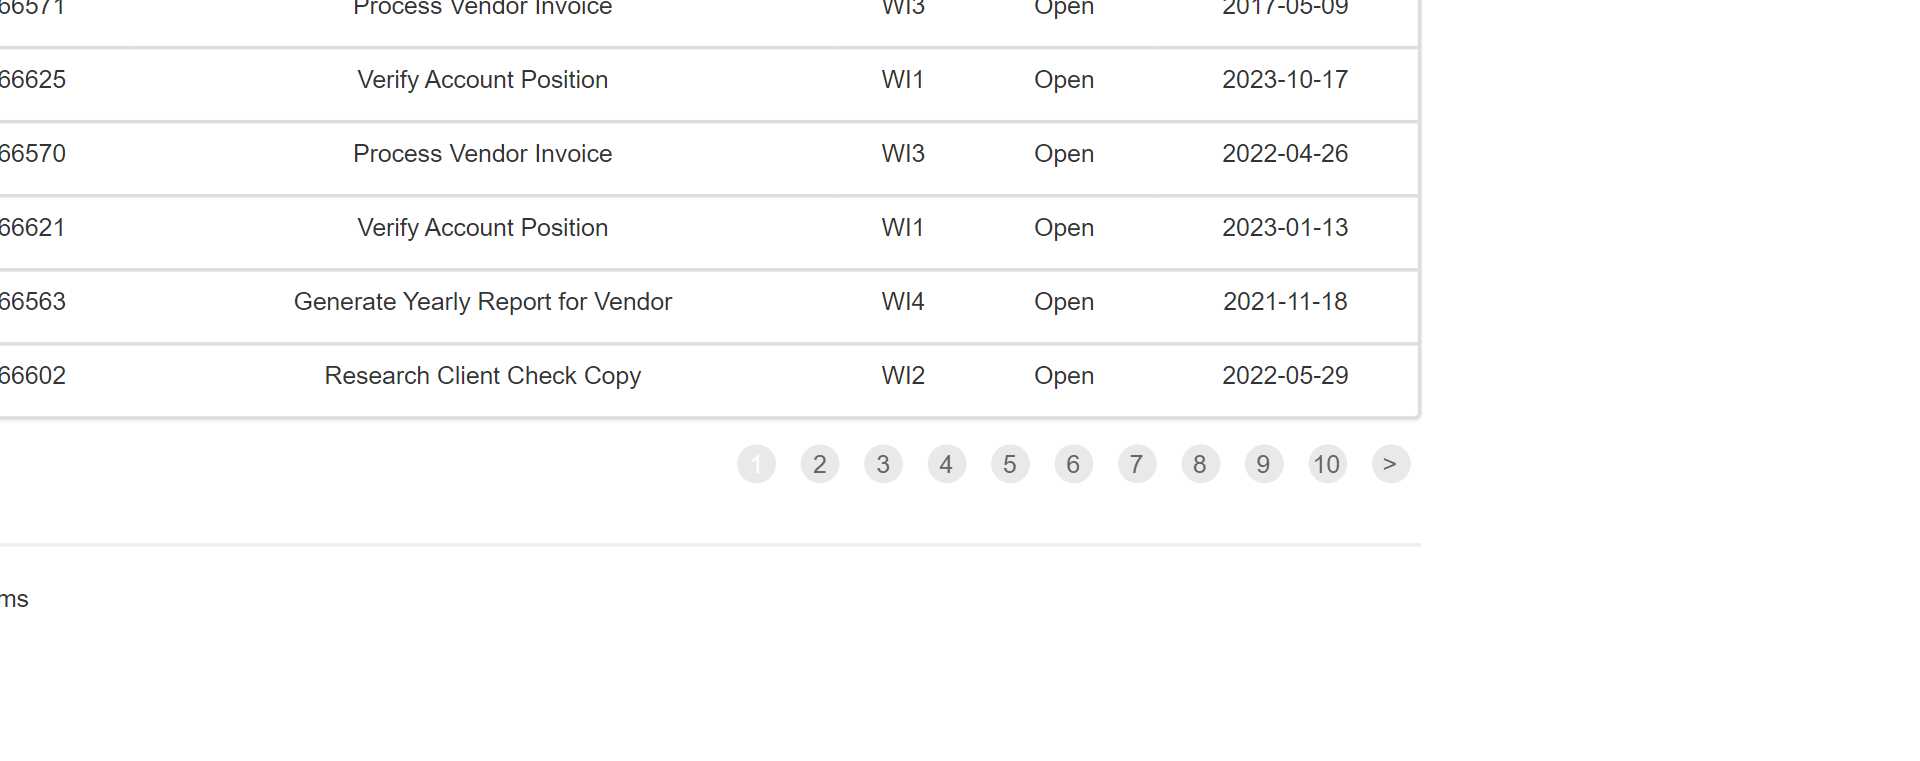 66571 Process Vendor Invoice WI3 Open 2017-05-09
66625 Verify Account Position WI1 Open 2023-10-17
66570 Process Vendor Invoice WI3 Open 2022-04-26
66621 Verify Account Position WI1 Open 2023-01-13
66563 Generate Yearly Report for Vendor WI4 Open 2021-11-18
66602 Research Client Check Copy WI2 Open 2022-05-29
1 2 3 4 5 6 7 8 9 10 >
ms